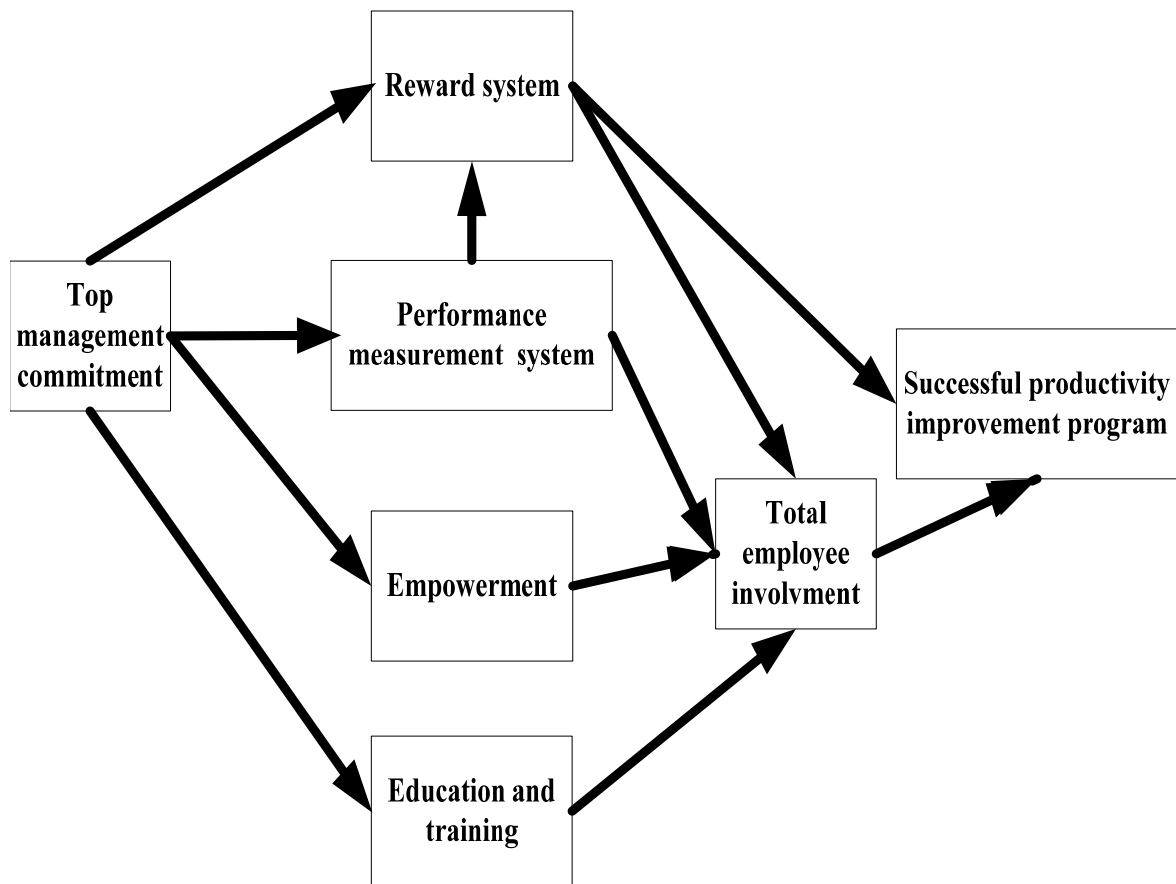 Reward system
Top
management
commitment
Performance
measurement system
Successful productivity
improvement program
Total
employee
involvment
Empowerment
Education and
training